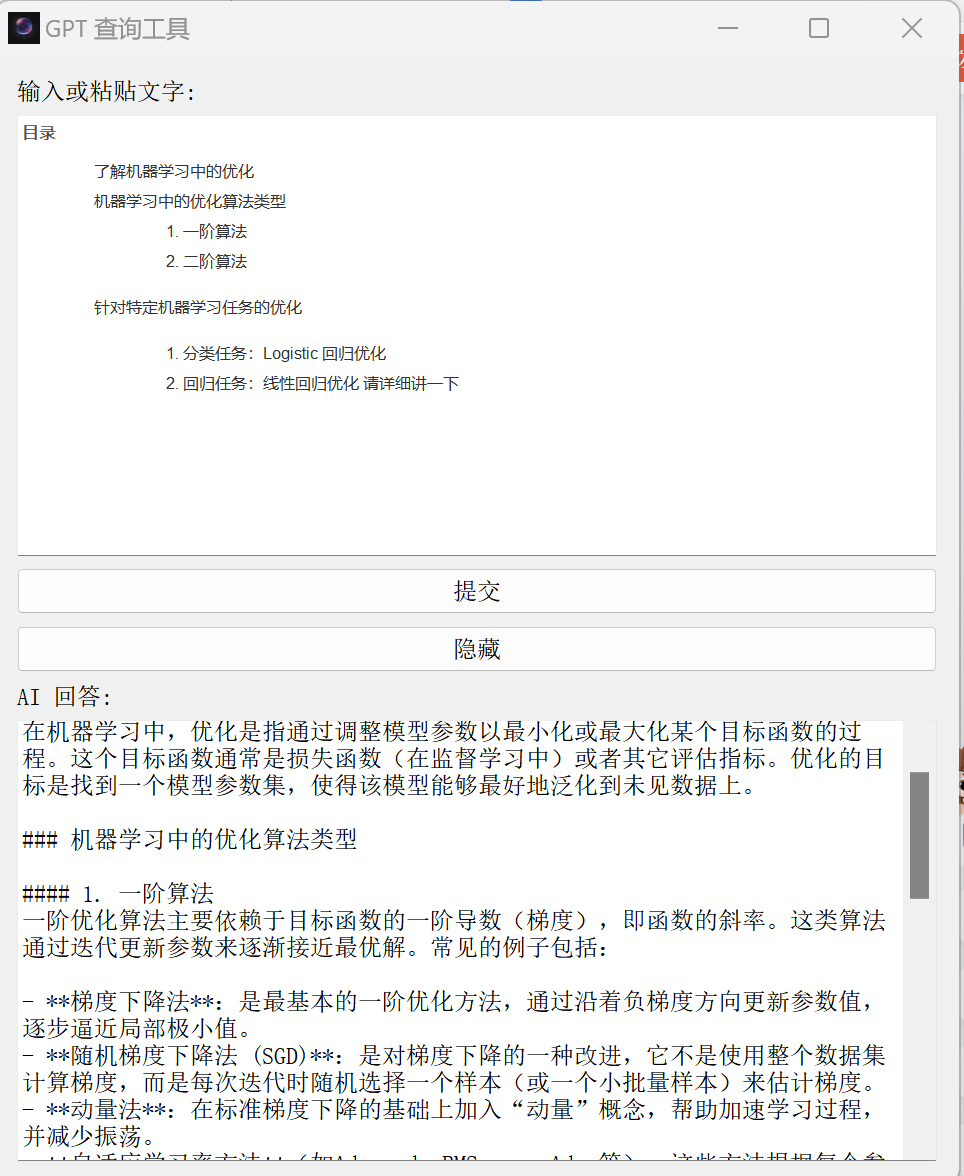 GPT 查询工具
输入或粘贴文字:
目录
了解机器学习中的优化
机器学习中的优化算法类型
1. 一阶算法
2. 二阶算法
针对特定机器学习任务的优化
1. 分类任务：Logistic 回归优化
2. 回归任务：线性回归优化 请详细讲一下
提交
隐藏
AI 回答:
在机器学习中，优化是指通过调整模型参数以最小化或最大化某个目标函数的过
程。这个目标函数通常是损失函数（在监督学习中）或者其它评估指标。优化的目
标是找到一个模型参数集，使得该模型能够最好地泛化到未见数据上。
### 机器学习中的优化算法类型
#### 1. 一阶算法
一阶优化算法主要依赖于目标函数的一阶导数（梯度），即函数的斜率。这类算法
通过迭代更新参数来逐渐接近最优解。常见的例子包括：
- **梯度下降法**：是最基本的一阶优化方法，通过沿着负梯度方向更新参数值，
逐步逼近局部极小值。
- **随机梯度下降法 (SGD)**：是对梯度下降的一种改进，它不是使用整个数据集
计算梯度，而是每次迭代时随机选择一个样本（或一个小批量样本）来估计梯度。
- **动量法**：在标准梯度下降的基础上加入“动量”概念，帮助加速学习过程，
并减少振荡。